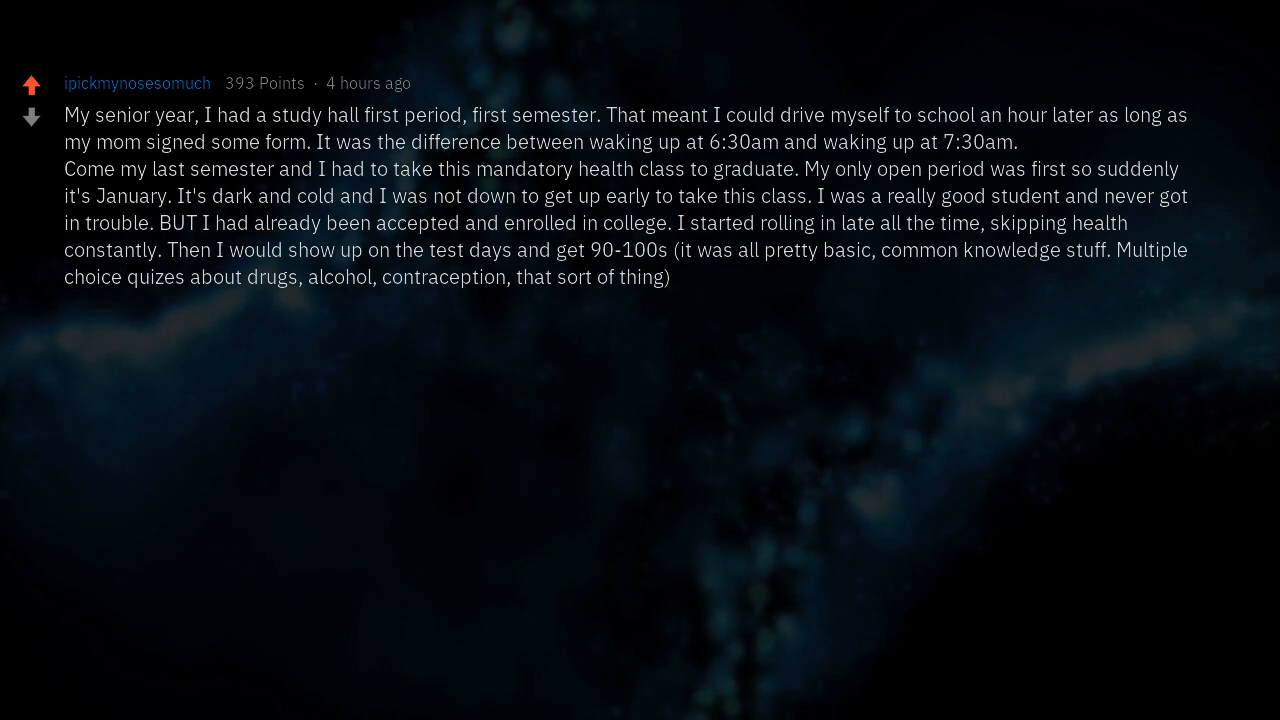 ipickmynosesomuch 393 Points · 4 hours ago
My senior year, I had a study hall first period, first semester. That meant I could drive myself to school an hour later as long as
my mom signed some form. It was the difference between waking up at 6:30am and waking up at 7:30am.
Come my last semester and I had to take this mandatory health class to graduate. My only open period was first so suddenly
it's January. It's dark and cold and I was not down to get up early to take this class. I was a really good student and never got
in trouble. BUT I had already been accepted and enrolled in college. I started rolling in late all the time, skipping health
constantly. Then I would show up on the test days and get 90-100s (it was all pretty basic, common knowledge stuff. Multiple
choice quizes about drugs, alcohol, contraception, that sort of thing)